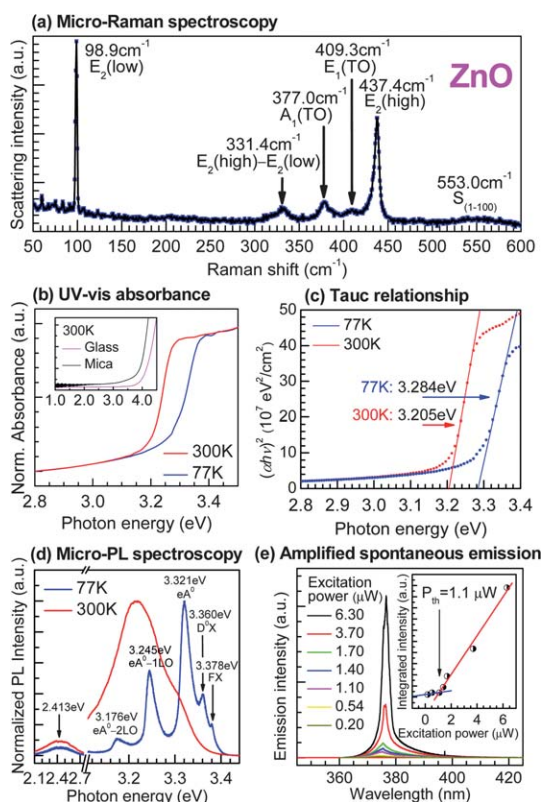 (a) Micro-Raman spectroscopy
Scattering intensity (a.u.)
98.9cm⁻¹
E₂(low)
409.3cm⁻¹
E₁(TO)
377.0cm⁻¹
A₁(TO)
437.4cm⁻¹
E₂(high)
331.4cm⁻¹
E₂(high)−E₂(low)
ZnO
553.0cm⁻¹
S₍₁₋₁₀₀₎
50 100 150 200 250 300 350 400 450 500 550 600
Raman shift (cm⁻¹)
(b) UV-vis absorbance
Norm. Absorbance (a.u.)
300K
Glass
Mica
1.0 2.0 3.0 4.0
300K
77K
2.8 3.0 3.2 3.4
Photon energy (eV)
(c) Tauc relationship
(αhν)² (10⁷ eV²/cm²)
50
40
30
20
10
0
77K
300K
77K: 3.284eV
300K: 3.205eV
2.8 2.9 3.0 3.1 3.2 3.3 3.4
Photon energy (eV)
(d) Micro-PL spectroscopy
Normalized PL Intensity (a.u.)
77K
300K
3.321eV
eA⁰
3.360eV
D⁰X
3.245eV
eA⁰−1LO
3.378eV
FX
3.176eV
eA⁰−2LO
2.413eV
2.1 2.4 2.7 3.2 3.3 3.4
Photon energy (eV)
(e) Amplified spontaneous emission
Emission intensity (a.u.)
Excitation
power (μW)
6.30
3.70
1.70
1.40
1.10
0.54
0.20
Integrated intensity (a.u.)
Pₜₕ=1.1 μW
0 2 4 6
Excitation power (μW)
360 380 400 420
Wavelength (nm)